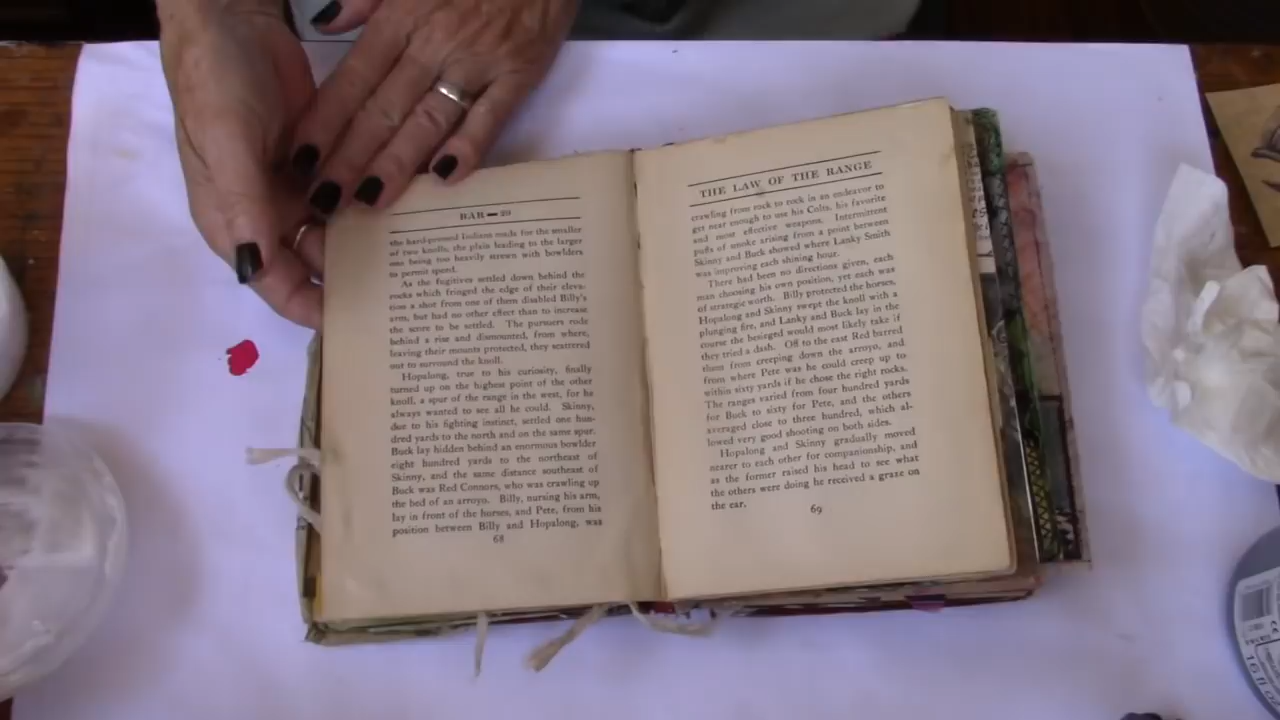 BAR—20
the hard-pressed Indians made for the smaller
of two knolls, the plain leading to the larger
one being too heavily strewn with bowlders
to permit speed.
As the fugitives settled down behind the
rocks which fringed the edge of their eleva-
tion a shot from one of them disabled Billy's
arm, but had no other effect than to increase
the score to be settled. The pursuers rode
behind a rise and dismounted, from where,
leaving their mounts protected, they scattered
out to surround the knoll.
Hopalong, true to his curiosity, finally
turned up on the highest point of the other
knoll, a spur of the range in the west, for he
always wanted to see all he could. Skinny,
due to his fighting instinct, settled one hun-
dred yards to the north and on the same spur.
Buck lay hidden behind an enormous bowlder
eight hundred yards to the northeast of
Skinny, and the same distance southeast of
Buck was Red Connors, who was crawling up
the bed of an arroyo. Billy, nursing his arm,
lay in front of the horses, and Pete, from his
position between Billy and Hopalong, was
68
THE LAW OF THE RANGE
crawling from rock to rock in an endeavor to
get near enough to use his Colts, his favorite
and most effective weapons. Intermittent
puffs of smoke arising from a point between
Skinny and Buck showed where Lanky Smith
was improving each shining hour.
There had been no directions given, each
man choosing his own position, yet each was
of strategic worth. Billy protected the horses,
Hopalong and Skinny swept the knoll with a
plunging fire, and Lanky and Buck lay in the
course the besieged would most likely take if
they tried a dash. Off to the east Red barred
them from creeping down the arroyo, and
from where Pete was he could creep up to
within sixty yards if he chose the right rocks.
The ranges varied from four hundred yards
for Buck to sixty for Pete, and the others
averaged close to three hundred, which al-
lowed very good shooting on both sides.
Hopalong and Skinny gradually moved
nearer to each other for companionship, and
as the former raised his head to see what
the others were doing he received a graze on
the ear.
69
16 fl oz